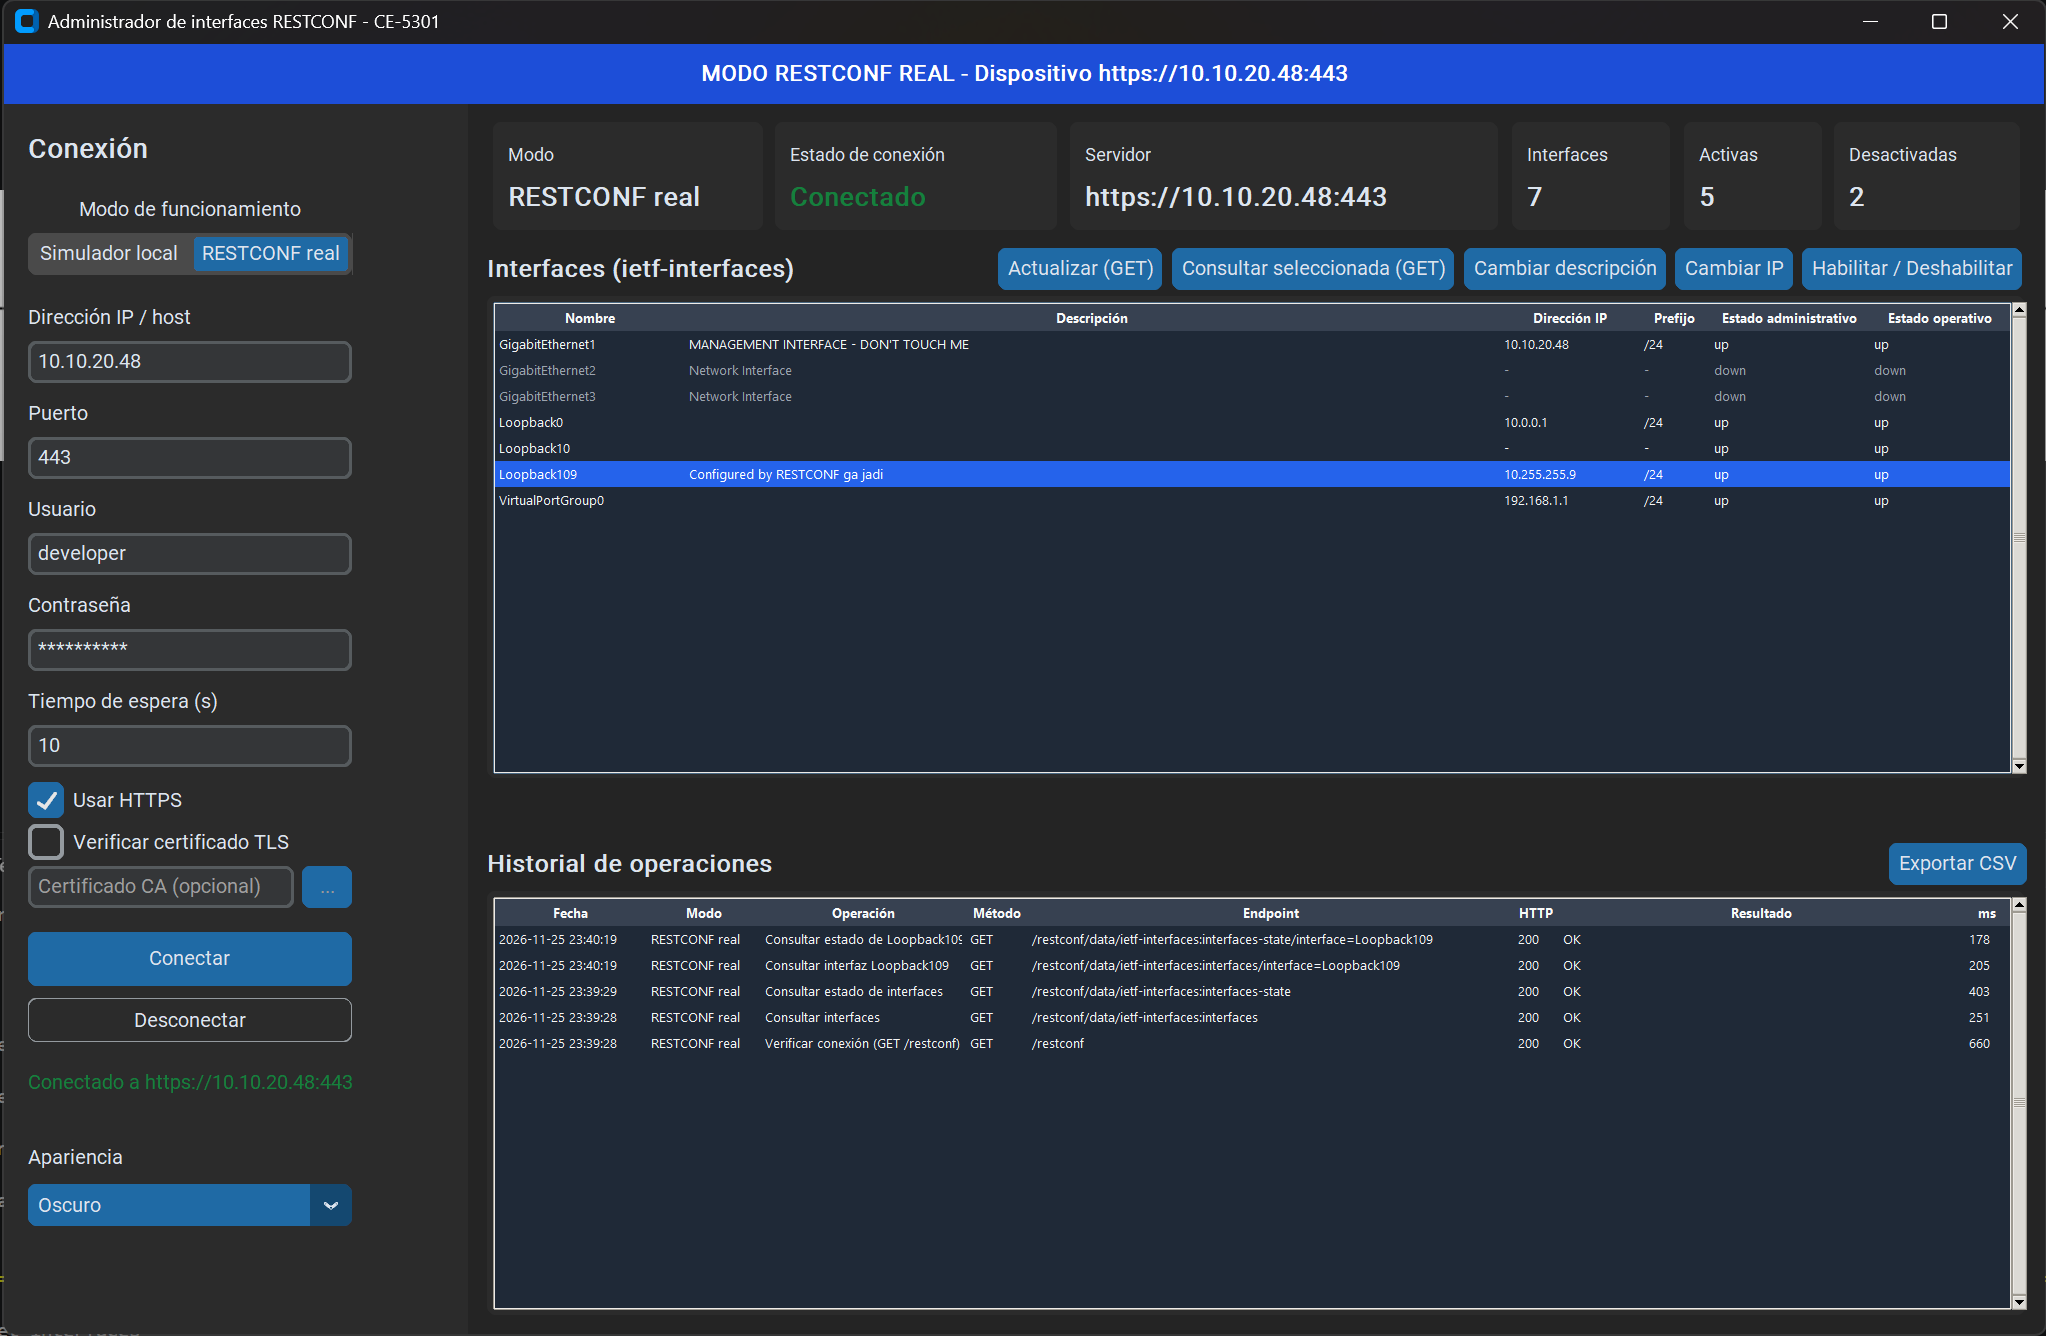 Administrador de interfaces RESTCONF - CE-5301
MODO RESTCONF REAL - Dispositivo https://10.10.20.48:443
Conexión
Modo de funcionamiento
Simulador local RESTCONF real
Dirección IP / host
10.10.20.48
Puerto
443
Usuario
developer
Contraseña
**********
Tiempo de espera (s)
10
Usar HTTPS
Verificar certificado TLS
Certificado CA (opcional) ...
Conectar
Desconectar
Conectado a https://10.10.20.48:443
Apariencia
Oscuro
Modo Estado de conexión Servidor Interfaces Activas Desactivadas
RESTCONF real Conectado https://10.10.20.48:443 7 5 2
Interfaces (ietf-interfaces) Actualizar (GET) Consultar seleccionada (GET) Cambiar descripción Cambiar IP Habilitar / Deshabilitar
Nombre Descripción Dirección IP Prefijo Estado administrativo Estado operativo
GigabitEthernet1 MANAGEMENT INTERFACE - DON'T TOUCH ME 10.10.20.48 /24 up up
GigabitEthernet2 Network Interface - - down down
GigabitEthernet3 Network Interface - - down down
Loopback0 10.0.0.1 /24 up up
Loopback10 - - up up
Loopback109 Configured by RESTCONF ga jadi 10.255.255.9 /24 up up
VirtualPortGroup0 192.168.1.1 /24 up up
Historial de operaciones Exportar CSV
Fecha Modo Operación Método Endpoint HTTP Resultado ms
2026-11-25 23:40:19 RESTCONF real Consultar estado de Loopback109 GET /restconf/data/ietf-interfaces:interfaces-state/interface=Loopback109 200 OK 178
2026-11-25 23:40:19 RESTCONF real Consultar interfaz Loopback109 GET /restconf/data/ietf-interfaces:interfaces/interface=Loopback109 200 OK 205
2026-11-25 23:39:29 RESTCONF real Consultar estado de interfaces GET /restconf/data/ietf-interfaces:interfaces-state 200 OK 403
2026-11-25 23:39:28 RESTCONF real Consultar interfaces GET /restconf/data/ietf-interfaces:interfaces 200 OK 251
2026-11-25 23:39:28 RESTCONF real Verificar conexión (GET /restconf) GET /restconf 200 OK 660